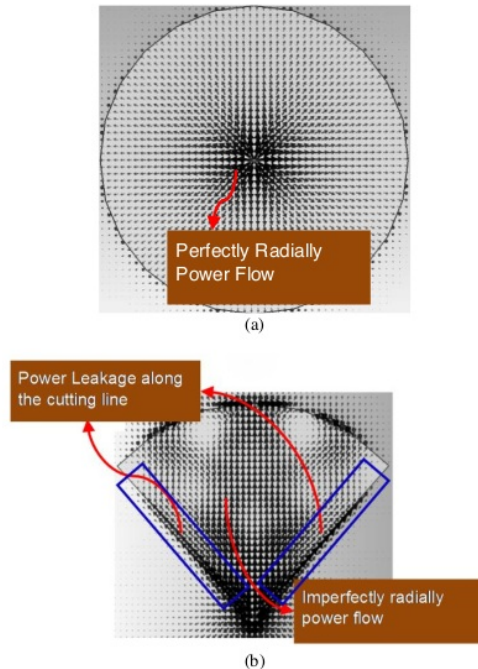 Perfectly Radially
Power Flow
(a)
Power Leakage along
the cutting line
Imperfectly radially
power flow
(b)